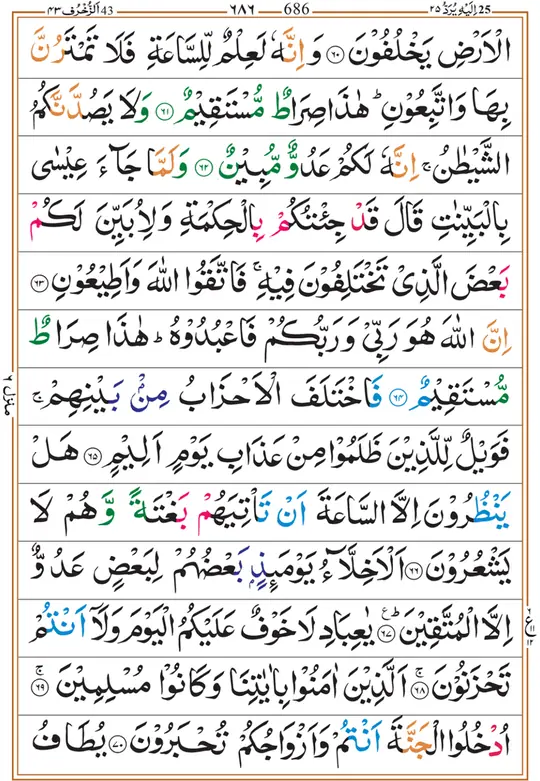 اَلزُّخْرُف 43 ٤٣ ٦٨٦ 686 اِلَيْهِ يُرَدُّ 25 ٢٥
الْاَرْضِ يَخْلُفُوْنَ ﴿٦٠﴾ وَاِنَّهٗ لَعِلْمٌ لِّلسَّاعَةِ فَلَا تَمْتَرُنَّ
بِهَا وَاتَّبِعُوْنِ ؕ هٰذَا صِرَاطٌ مُّسْتَقِيْمٌ ﴿٦١﴾ وَلَا يَصُدَّنَّكُمُ
الشَّيْطٰنُ ۚ اِنَّهٗ لَكُمْ عَدُوٌّ مُّبِيْنٌ ﴿٦٢﴾ وَلَمَّا جَآءَ عِيْسٰى
بِالْبَيِّنٰتِ قَالَ قَدْ جِئْتُكُمْ بِالْحِكْمَةِ وَلِاُبَيِّنَ لَكُمْ
بَعْضَ الَّذِىْ تَخْتَلِفُوْنَ فِيْهِ ۚ فَاتَّقُوا اللّٰهَ وَاَطِيْعُوْنِ ﴿٦٣﴾
اِنَّ اللّٰهَ هُوَ رَبِّىْ وَرَبُّكُمْ فَاعْبُدُوْهُ ؕ هٰذَا صِرَاطٌ
مُّسْتَقِيْمٌ ﴿٦٤﴾ فَاخْتَلَفَ الْاَحْزَابُ مِنْۢ بَيْنِهِمْ ۚ
فَوَيْلٌ لِّلَّذِيْنَ ظَلَمُوْا مِنْ عَذَابِ يَوْمٍ اَلِيْمٍ ﴿٦٥﴾ هَلْ
يَنْظُرُوْنَ اِلَّا السَّاعَةَ اَنْ تَاْتِيَهُمْ بَغْتَةً وَّهُمْ لَا
يَشْعُرُوْنَ ﴿٦٦﴾ اَلْاَخِلَّآءُ يَوْمَئِذٍۭ بَعْضُهُمْ لِبَعْضٍ عَدُوٌّ
اِلَّا الْمُتَّقِيْنَ ﴿٦٧﴾ يٰعِبَادِ لَا خَوْفٌ عَلَيْكُمُ الْيَوْمَ وَلَاۤ اَنْتُمْ
تَحْزَنُوْنَ ۚ ﴿٦٨﴾ اَلَّذِيْنَ اٰمَنُوْا بِاٰيٰتِنَا وَكَانُوْا مُسْلِمِيْنَ ۚ ﴿٦٩﴾
اُدْخُلُوا الْجَنَّةَ اَنْتُمْ وَاَزْوَاجُكُمْ تُحْبَرُوْنَ ﴿٧٠﴾ يُطَافُ
منزل ٦